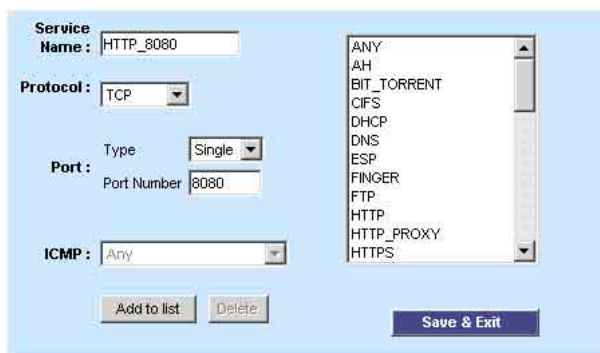 Service
Name :
HTTP_8080
Protocol :
TCP
Port :
Type
Single
Port Number
8080
ICMP :
Any
Add to list
Delete
ANY
AH
BIT_TORRENT
CIFS
DHCP
DNS
ESP
FINGER
FTP
HTTP
HTTP_PROXY
HTTPS
Save & Exit